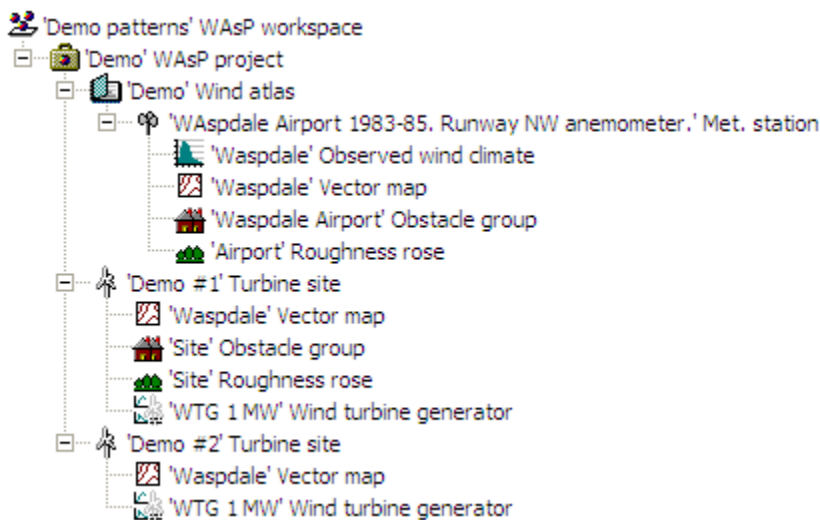 'Demo patterns' WAsP workspace
'Demo' WAsP project
'Demo' Wind atlas
'WAspdale Airport 1983-85. Runway NW anemometer.' Met. station
'Waspdale' Observed wind climate
'Waspdale' Vector map
'Waspdale Airport' Obstacle group
'Airport' Roughness rose
'Demo #1' Turbine site
'Waspdale' Vector map
'Site' Obstacle group
'Site' Roughness rose
'WTG 1 MW' Wind turbine generator
'Demo #2' Turbine site
'Waspdale' Vector map
'WTG 1 MW' Wind turbine generator